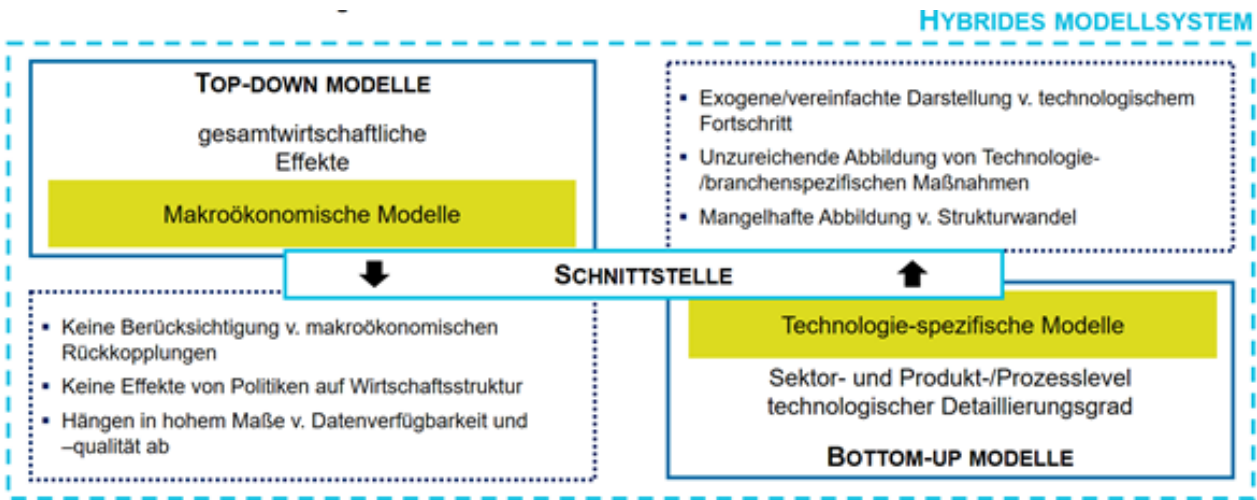 HYBRIDES MODELLSYSTEM
TOP-DOWN MODELLE
gesamtwirtschaftliche
Effekte
Makroökonomische Modelle
▪ Exogene/vereinfachte Darstellung v. technologischem
Fortschritt
▪ Unzureichende Abbildung von Technologie-
/branchenspezifischen Maßnahmen
▪ Mangelhafte Abbildung v. Strukturwandel
SCHNITTSTELLE
▪ Keine Berücksichtigung v. makroökonomischen
Rückkopplungen
▪ Keine Effekte von Politiken auf Wirtschaftsstruktur
▪ Hängen in hohem Maße v. Datenverfügbarkeit und
–qualität ab
Technologie-spezifische Modelle
Sektor- und Produkt-/Prozesslevel
technologischer Detaillierungsgrad
BOTTOM-UP MODELLE